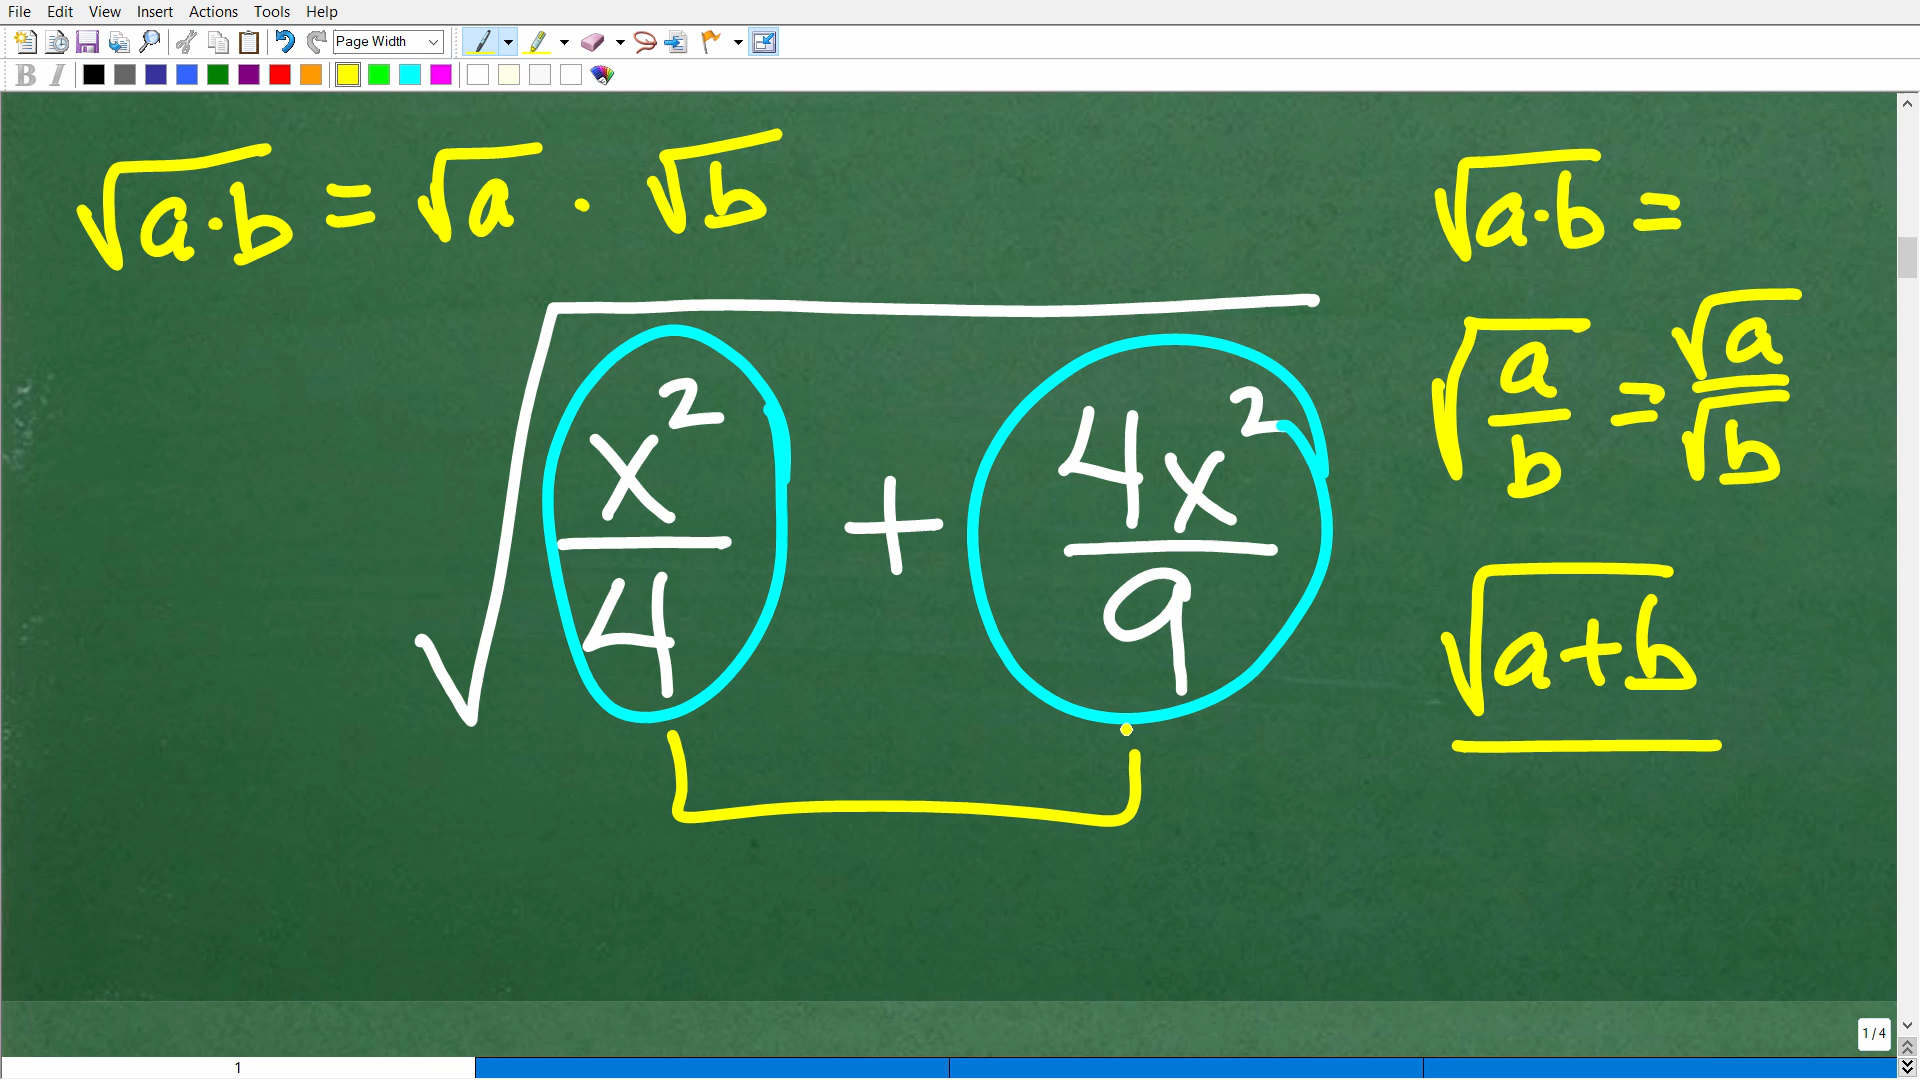 File Edit View Insert Actions Tools Help
Page Width
B I
√(a·b) = √a · √b
√(a·b) =
√(a/b) = √a/√b
√(x²/4 + 4x²/9)
√(a+b)
1 / 4
1